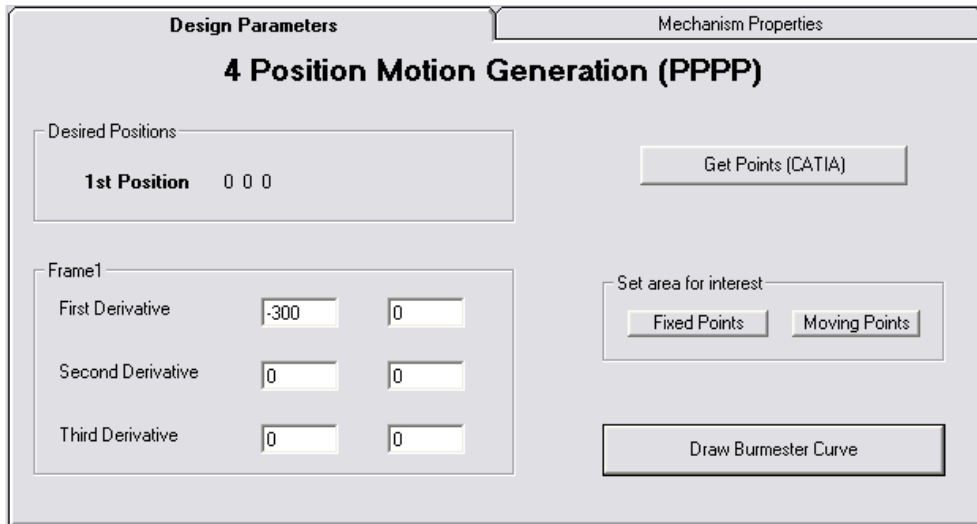 Design Parameters
Mechanism Properties
4 Position Motion Generation (PPPP)
Desired Positions
1st Position 0 0 0
Get Points (CATIA)
Frame1
First Derivative -300 0
Second Derivative 0 0
Third Derivative 0 0
Set area for interest
Fixed Points Moving Points
Draw Burmester Curve